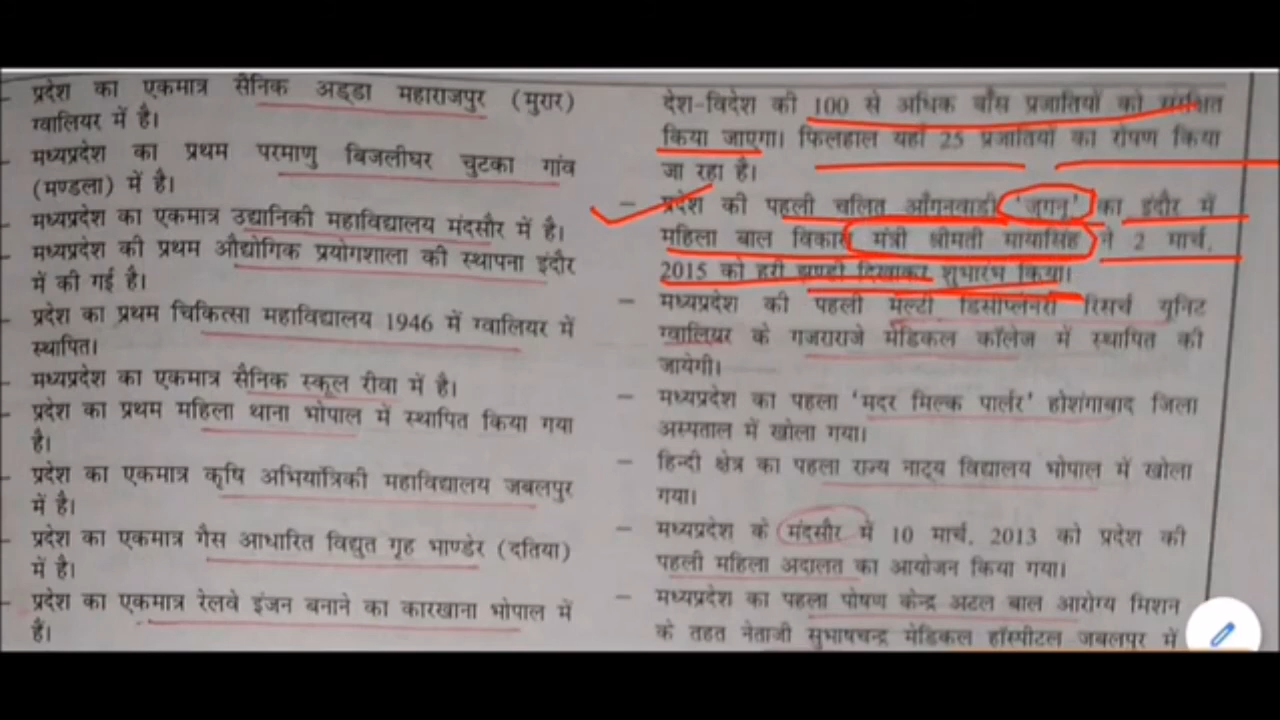 प्रदेश का एकमात्र सैनिक अड्डा महाराजपुर (मुरार)
ग्वालियर में है।
मध्यप्रदेश का प्रथम परमाणु बिजलीघर चुटका गांव
(मण्डला) में है।
मध्यप्रदेश का एकमात्र उद्यानिकी महाविद्यालय मंदसौर में है।
मध्यप्रदेश की प्रथम औद्योगिक प्रयोगशाला की स्थापना इंदौर
में की गई है।
प्रदेश का प्रथम चिकित्सा महाविद्यालय 1946 में ग्वालियर में
स्थापित।
मध्यप्रदेश का एकमात्र सैनिक स्कूल रीवा में है।
प्रदेश का प्रथम महिला थाना भोपाल में स्थापित किया गया
है।
प्रदेश का एकमात्र कृषि अभियांत्रिकी महाविद्यालय जबलपुर
में है।
प्रदेश का एकमात्र गैस आधारित विद्युत गृह भाण्डेर (दतिया)
में है।
प्रदेश का एकमात्र रेलवे इंजन बनाने का कारखाना भोपाल में
है।
देश-विदेश की 100 से अधिक बाँस प्रजातियों को संरक्षित
किया जाएगा। फिलहाल यहाँ 25 प्रजातियों का रोपण किया
जा रहा है।
– प्रदेश की पहली चलित आँगनवाडी 'जुगनू' का इंदौर में
महिला बाल विकास मंत्री श्रीमती मायासिंह ने 2 मार्च,
2015 को हरी झण्डी दिखाकर शुभारंभ किया।
– मध्यप्रदेश की पहली मल्टी डिसीप्लेनरी रिसर्च यूनिट
ग्वालियर के गजराराजे मेडिकल कॉलेज में स्थापित की
जायेगी।
– मध्यप्रदेश का पहला 'मदर मिल्क पार्लर' होशंगाबाद जिला
अस्पताल में खोला गया।
– हिन्दी क्षेत्र का पहला राज्य नाट्य विद्यालय भोपाल में खोला
गया।
– मध्यप्रदेश के मंदसौर में 10 मार्च, 2013 को प्रदेश की
पहली महिला अदालत का आयोजन किया गया।
– मध्यप्रदेश का पहला पोषण केन्द्र अटल बाल आरोग्य मिशन
के तहत नेताजी सुभाषचन्द्र मेडिकल हॉस्पीटल जबलपुर में